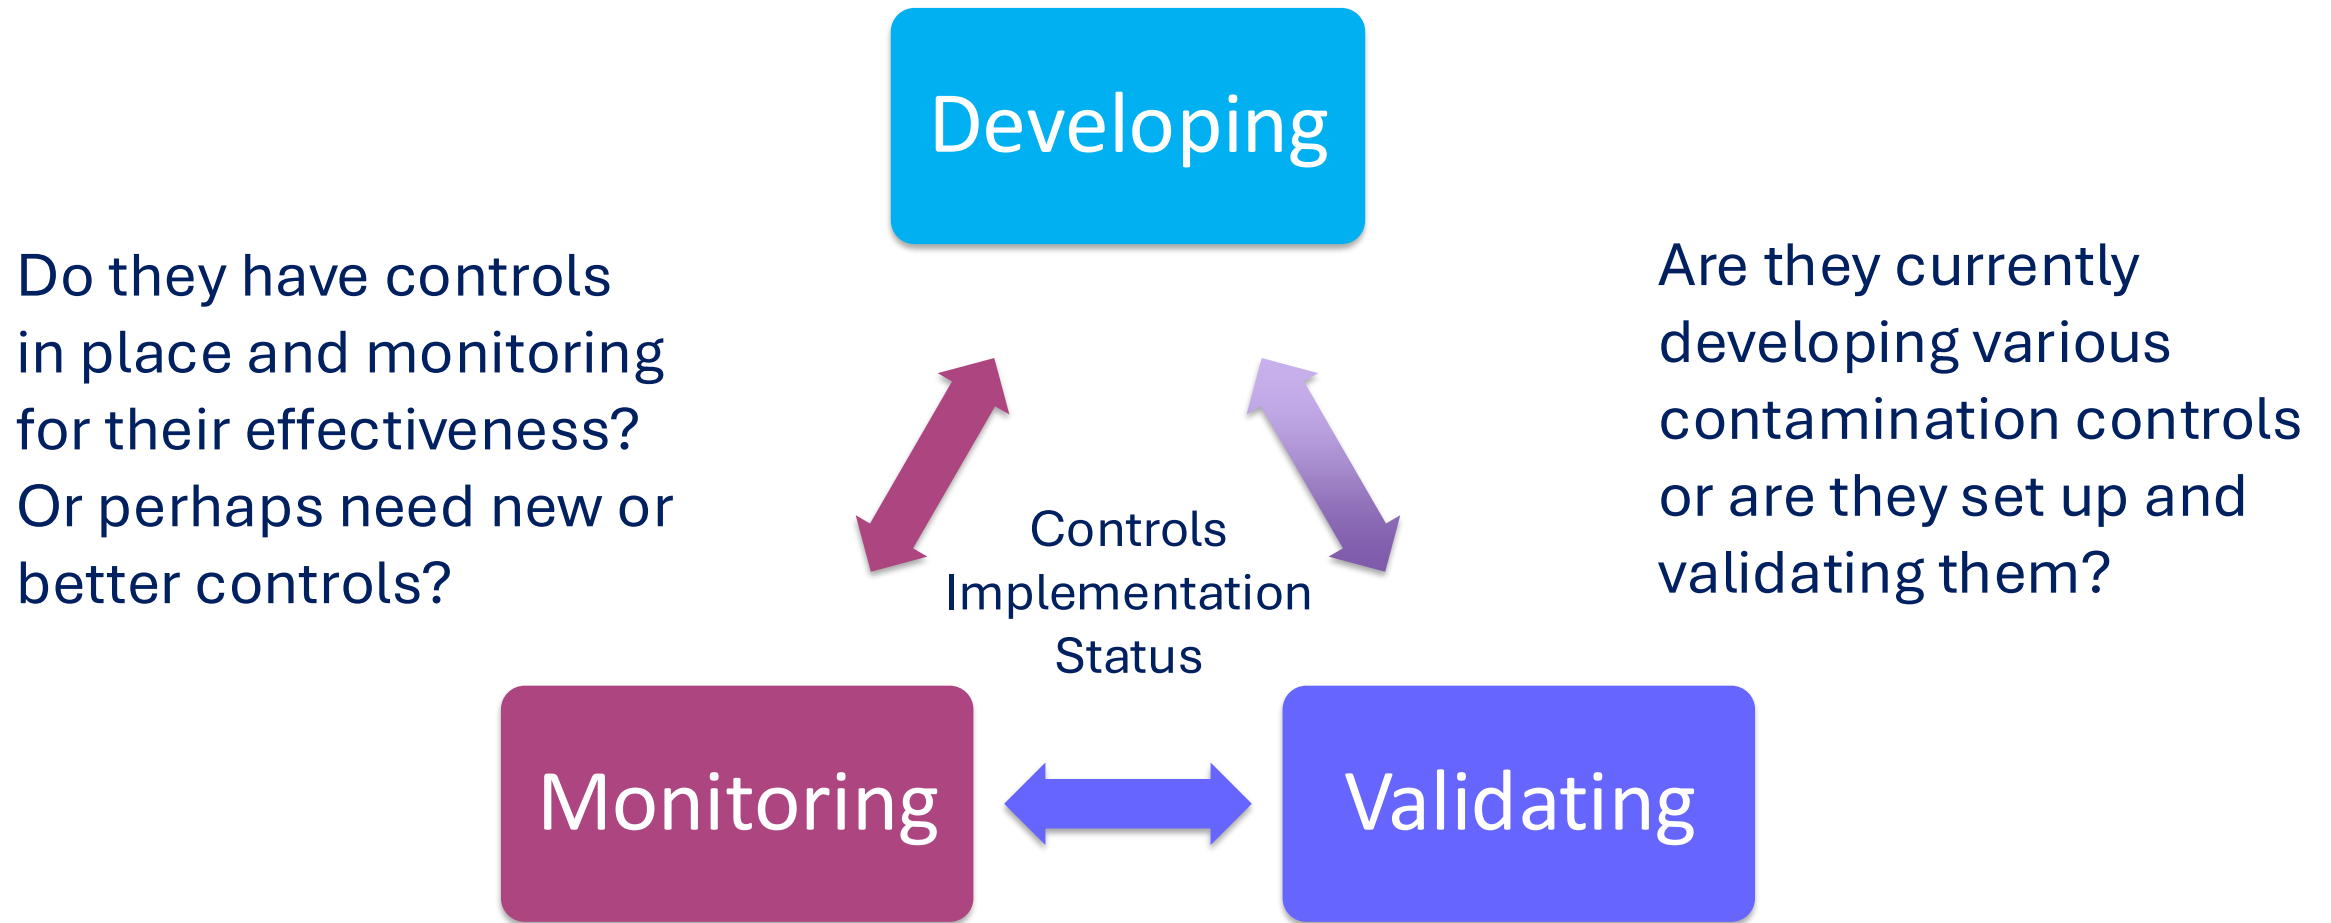 Developing
Do they have controls
in place and monitoring
for their effectiveness?
Or perhaps need new or
better controls?
Are they currently
developing various
contamination controls
or are they set up and
validating them?
Controls
Implementation
Status
Monitoring
Validating